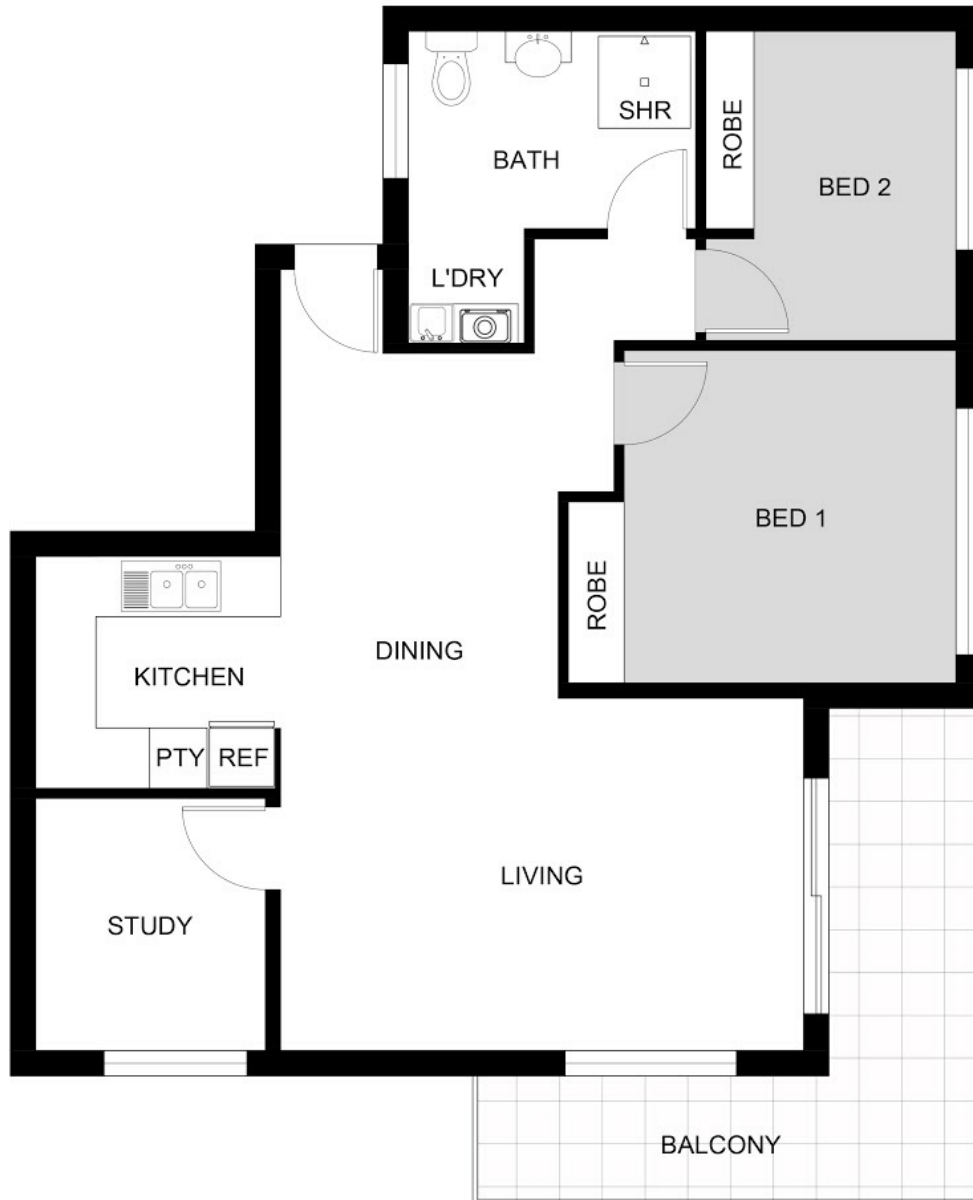 SHR
ROBE
BATH
BED 2
L'DRY
BED 1
ROBE
DINING
KITCHEN
PTY REF
LIVING
STUDY
BALCONY